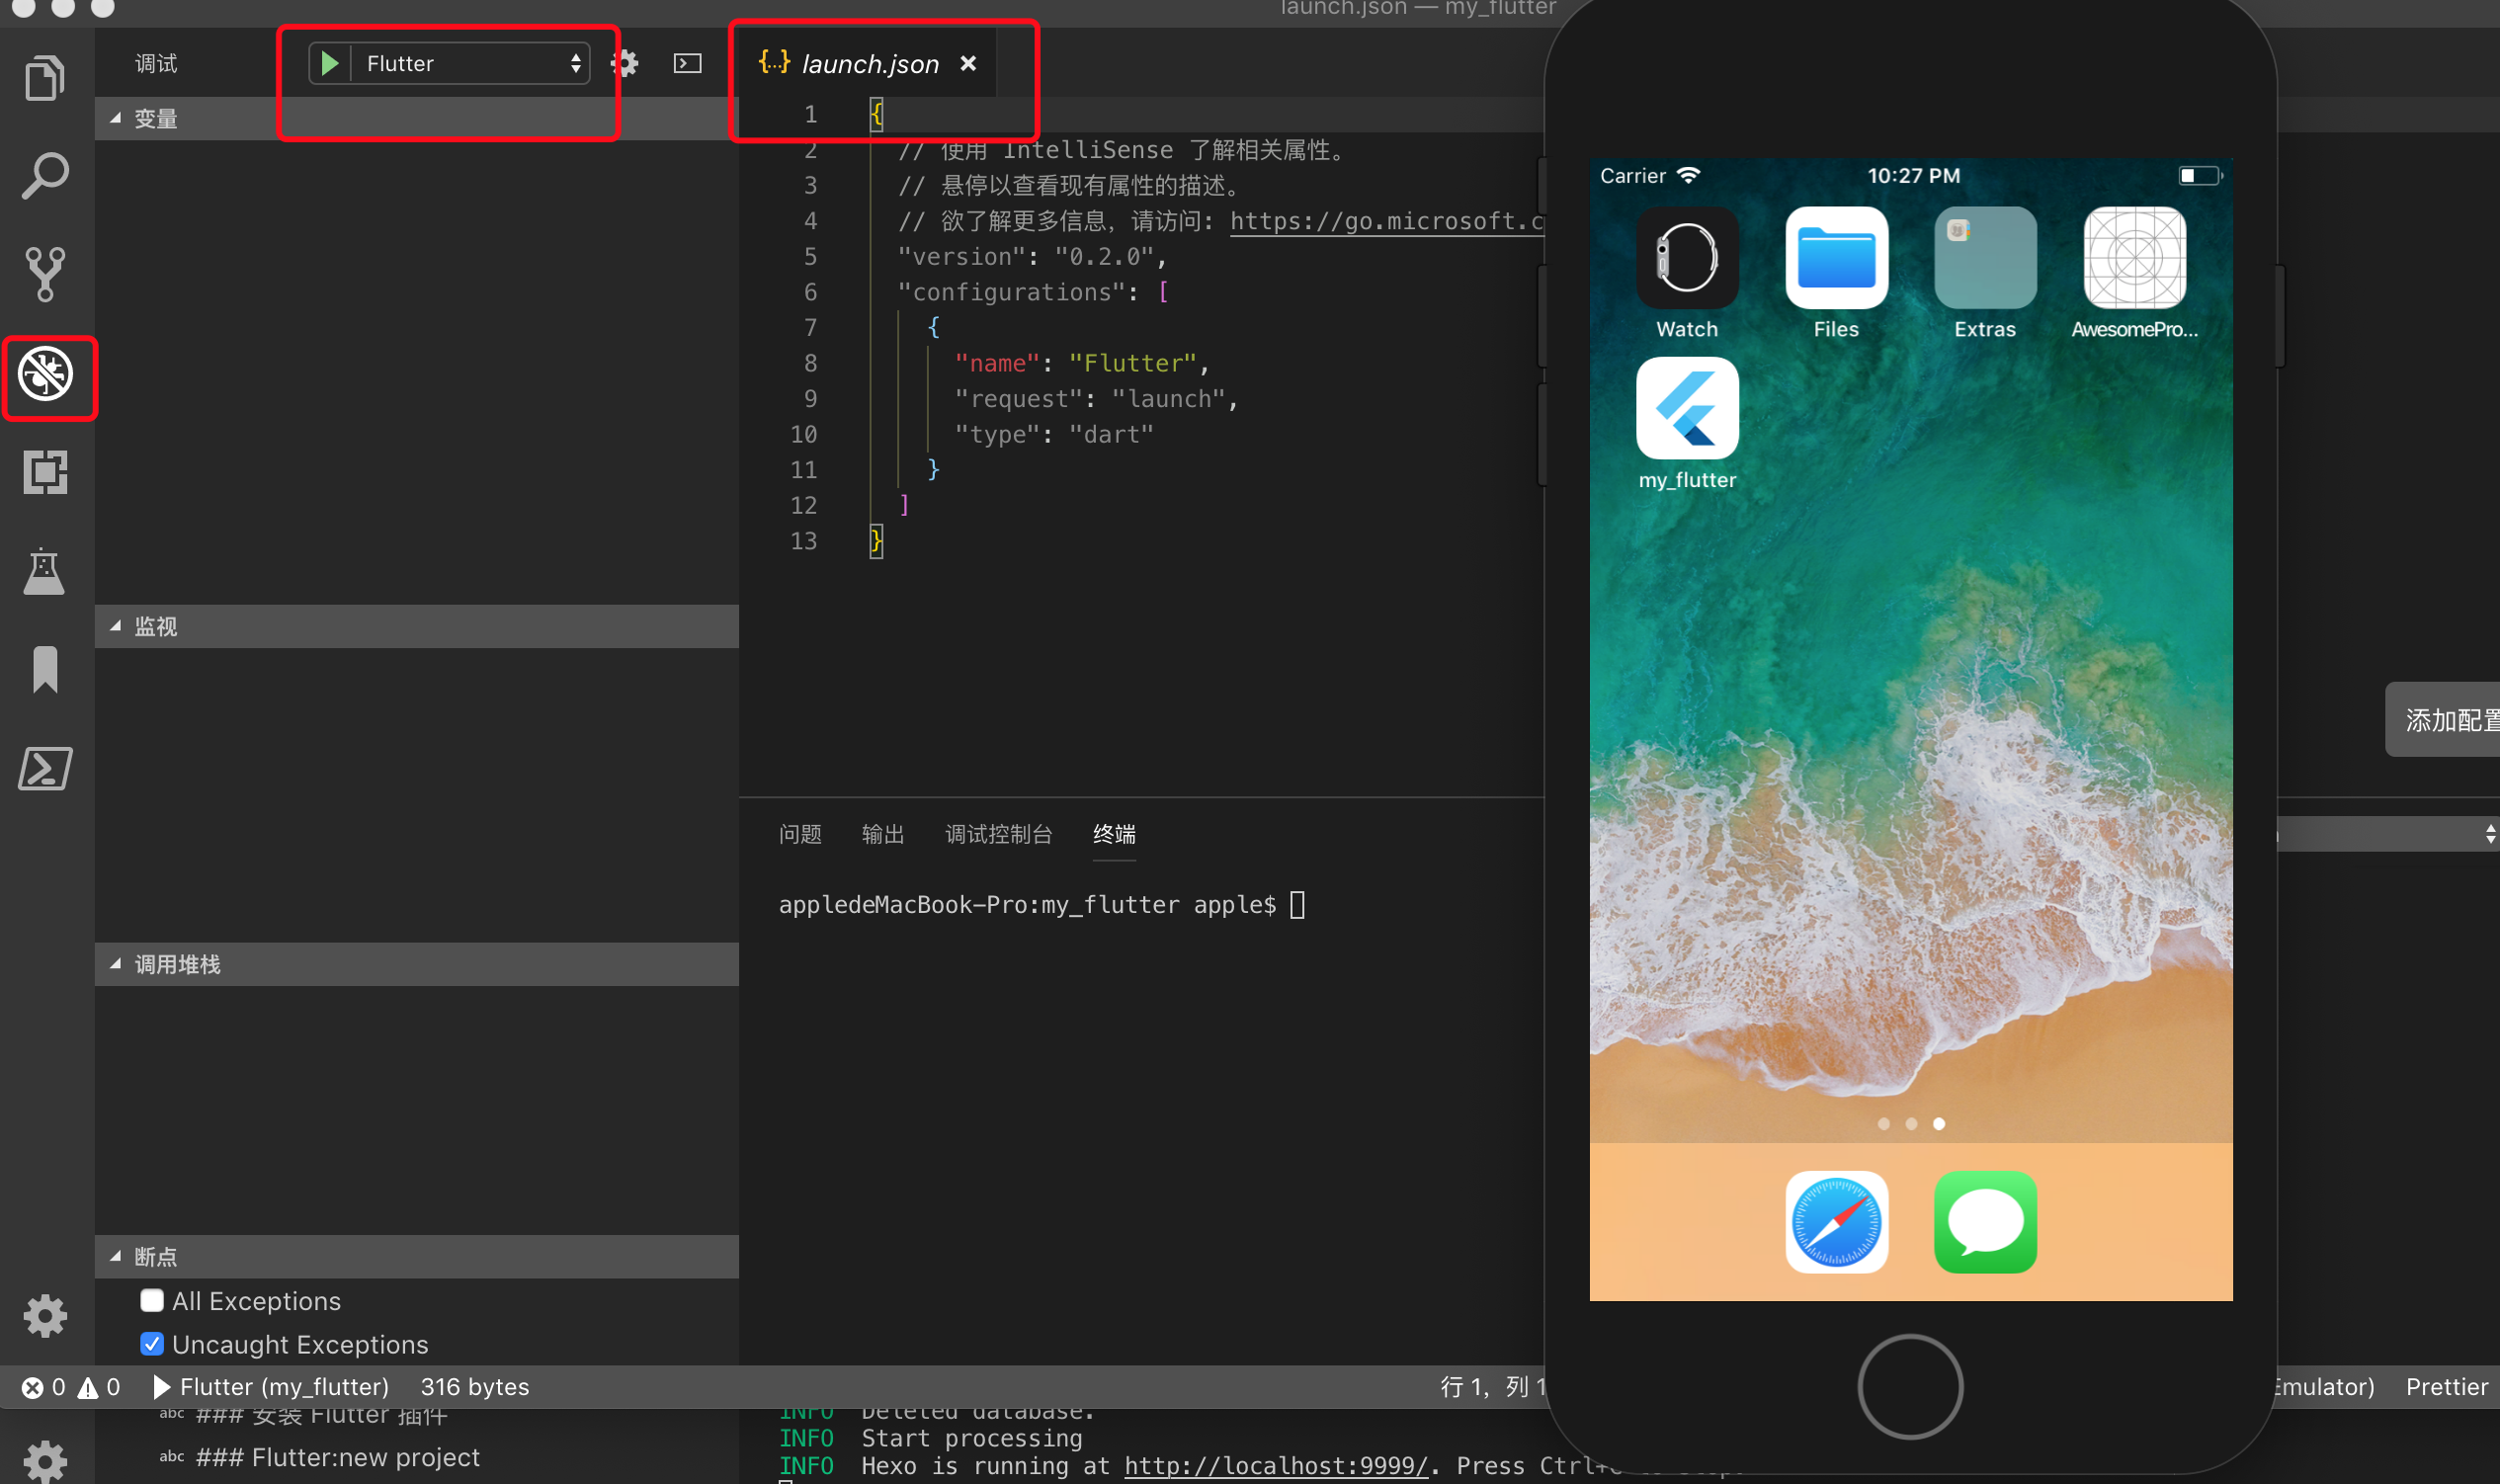 launch.json — my_flutter
调试
Flutter
{...} launch.json
变量
1 {
2 // 使用 IntelliSense 了解相关属性。
3 // 悬停以查看现有属性的描述。
4 // 欲了解更多信息，请访问: https://go.microsoft.c
5 "version": "0.2.0",
6 "configurations": [
7 {
8 "name": "Flutter",
9 "request": "launch",
10 "type": "dart"
11 }
12 ]
13 }
监视
调用堆栈
断点
All Exceptions
Uncaught Exceptions
添加配置
问题 输出 调试控制台 终端
appledeMacBook-Pro:my_flutter apple$
Carrier 10:27 PM
Watch Files Extras AwesomePro...
my_flutter
0 0 Flutter (my_flutter) 316 bytes
行 1，列 1
Emulator) Prettier
abc ### 安装 Flutter 插件
abc ### Flutter:new project
INFO Deleted database.
INFO Start processing
INFO Hexo is running at http://localhost:9999/. Press Ctrl+C to stop.